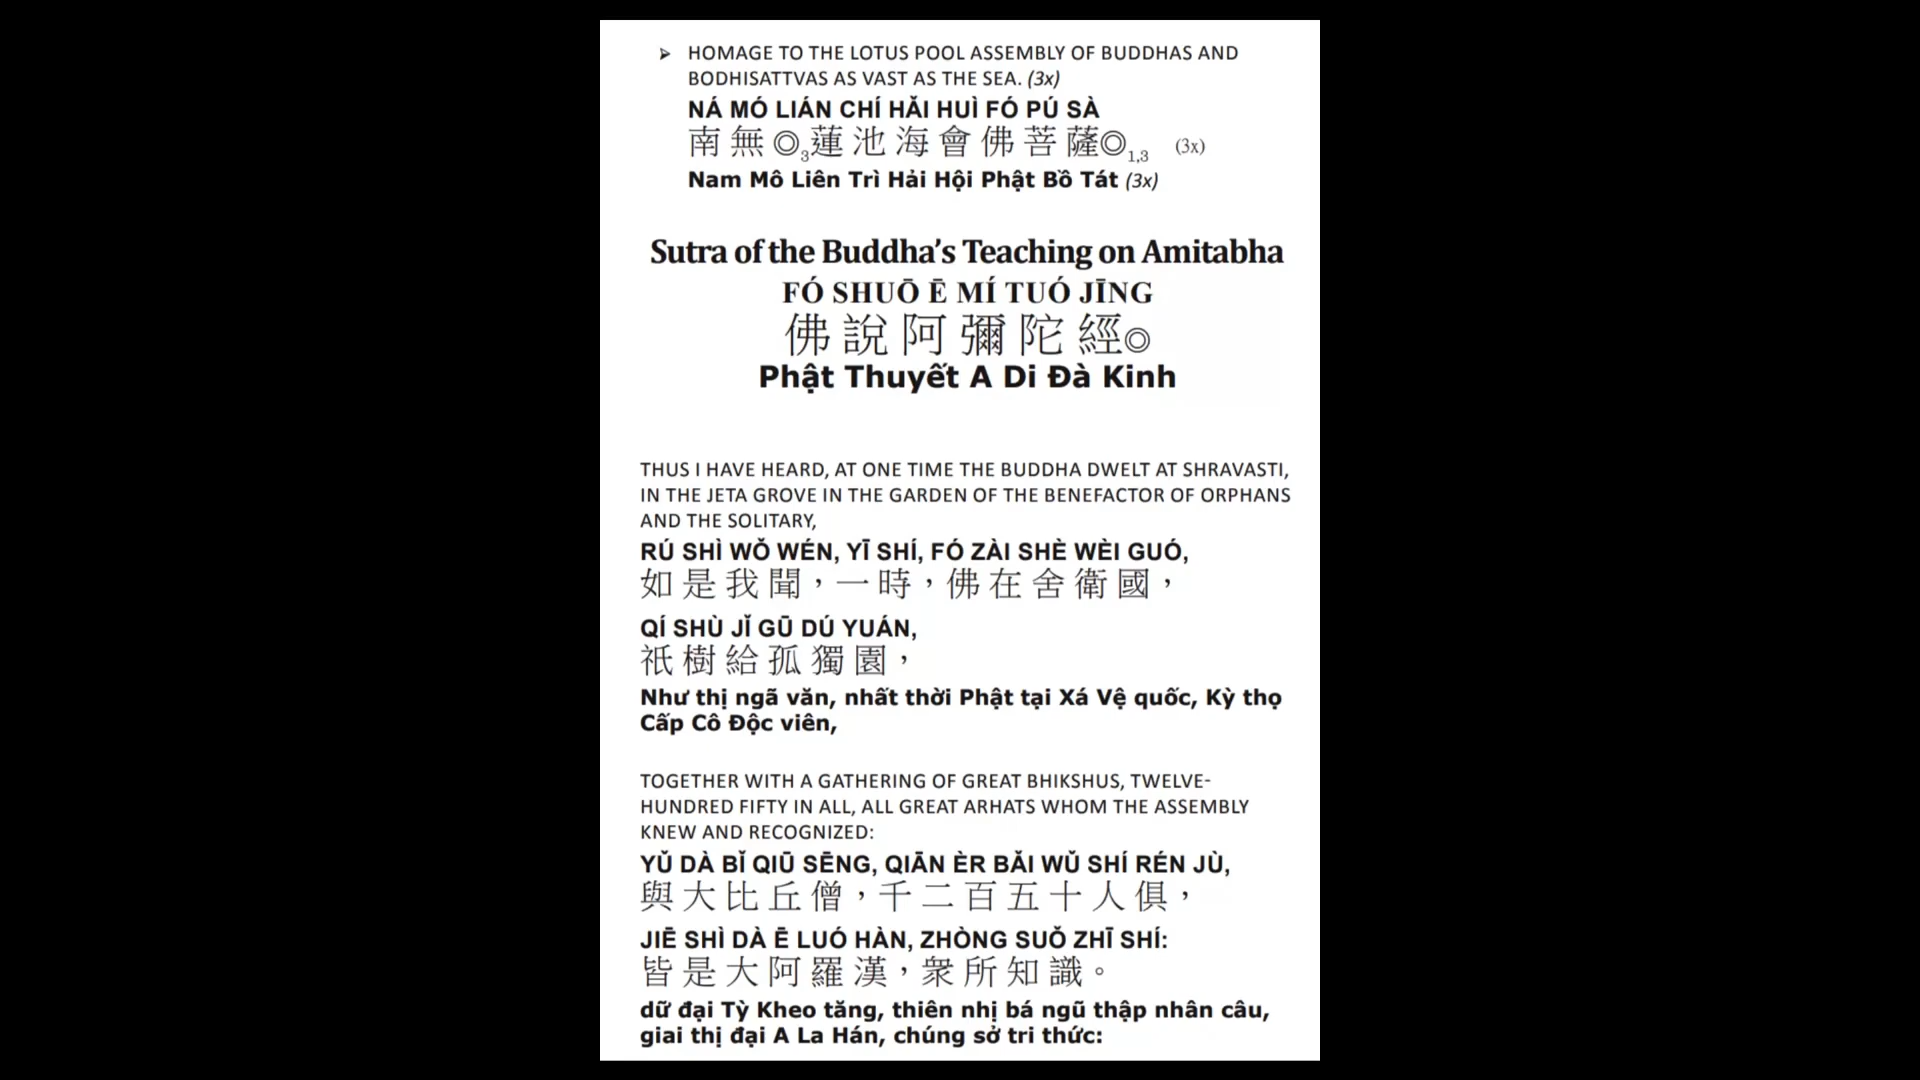 ➢ HOMAGE TO THE LOTUS POOL ASSEMBLY OF BUDDHAS AND
BODHISATTVAS AS VAST AS THE SEA. (3x)
NÁ MÓ LIÁN CHÍ HǍI HUÌ FÓ PÚ SÀ
南無◎3蓮池海會佛菩薩◎1,3 (3x)
Nam Mô Liên Trì Hải Hội Phật Bồ Tát (3x)
Sutra of the Buddha’s Teaching on Amitabha
FÓ SHUŌ Ē MÍ TUÓ JĪNG
佛說阿彌陀經◎
Phật Thuyết A Di Đà Kinh
THUS I HAVE HEARD, AT ONE TIME THE BUDDHA DWELT AT SHRAVASTI,
IN THE JETA GROVE IN THE GARDEN OF THE BENEFACTOR OF ORPHANS
AND THE SOLITARY,
RÚ SHÌ WǑ WÉN, YĪ SHÍ, FÓ ZÀI SHÈ WÈI GUÓ,
如是我聞，一時，佛在舍衛國，
QÍ SHÙ JǏ GŪ DÚ YUÁN,
祇樹給孤獨園，
Như thị ngã văn, nhất thời Phật tại Xá Vệ quốc, Kỳ thọ
Cấp Cô Độc viên,
TOGETHER WITH A GATHERING OF GREAT BHIKSHUS, TWELVE-
HUNDRED FIFTY IN ALL, ALL GREAT ARHATS WHOM THE ASSEMBLY
KNEW AND RECOGNIZED:
YǓ DÀ BǏ QIŪ SĒNG, QIĀN ÈR BǍI WǓ SHÍ RÉN JÙ,
與大比丘僧，千二百五十人俱，
JIĒ SHÌ DÀ Ē LUÓ HÀN, ZHÒNG SUǑ ZHĪ SHÍ:
皆是大阿羅漢，衆所知識。
dữ đại Tỳ Kheo tăng, thiên nhị bá ngũ thập nhân câu,
giai thị đại A La Hán, chúng sở tri thức: